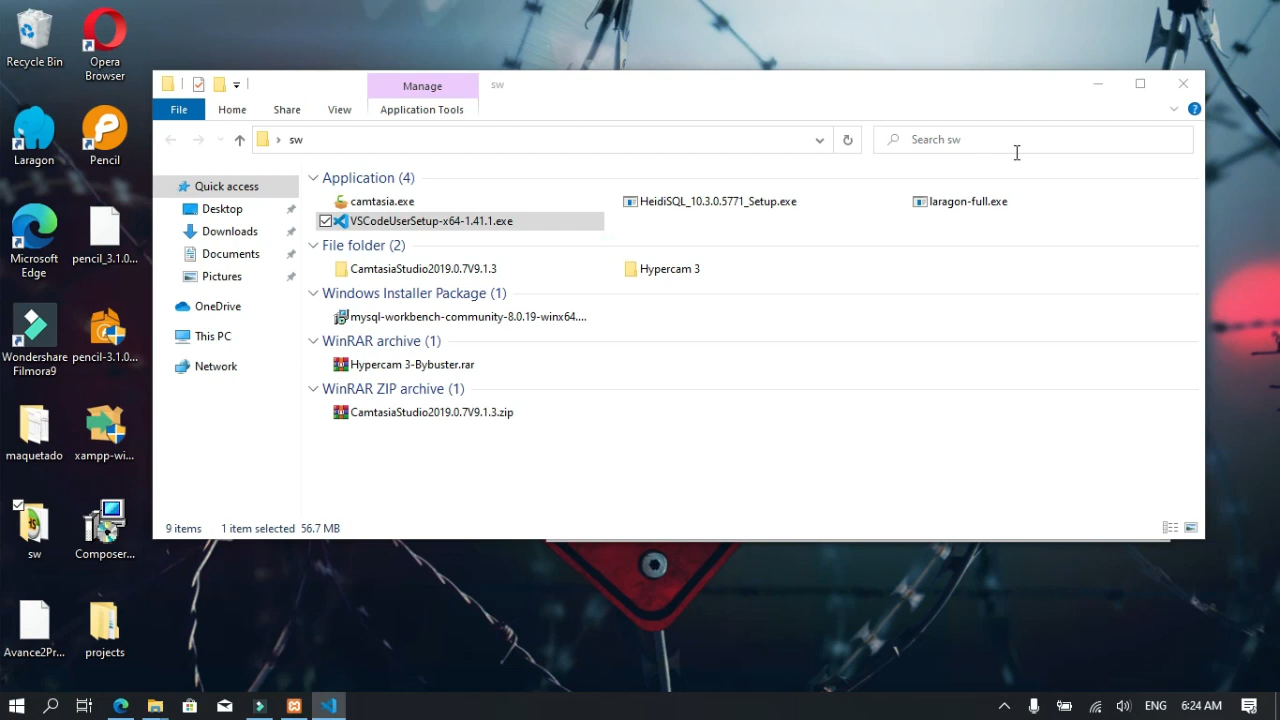 Recycle Bin
Opera
Browser
Laragon
Pencil
Microsoft
Edge
pencil_3.1.0...
Wondershare
Filmora9
pencil-3.1.0...
maquetado
xampp-wi...
sw
Composer...
Avance2Pr...
projects
Manage
sw
File
Home
Share
View
Application Tools
sw
Search sw
Quick access
Desktop
Downloads
Documents
Pictures
OneDrive
This PC
Network
Application (4)
camtasia.exe
HeidiSQL_10.3.0.5771_Setup.exe
laragon-full.exe
VSCodeUserSetup-x64-1.41.1.exe
File folder (2)
CamtasiaStudio2019.0.7V9.1.3
Hypercam 3
Windows Installer Package (1)
mysql-workbench-community-8.0.19-winx64....
WinRAR archive (1)
Hypercam 3-Bybuster.rar
WinRAR ZIP archive (1)
CamtasiaStudio2019.0.7V9.1.3.zip
9 items
1 item selected 56.7 MB
ENG
6:24 AM